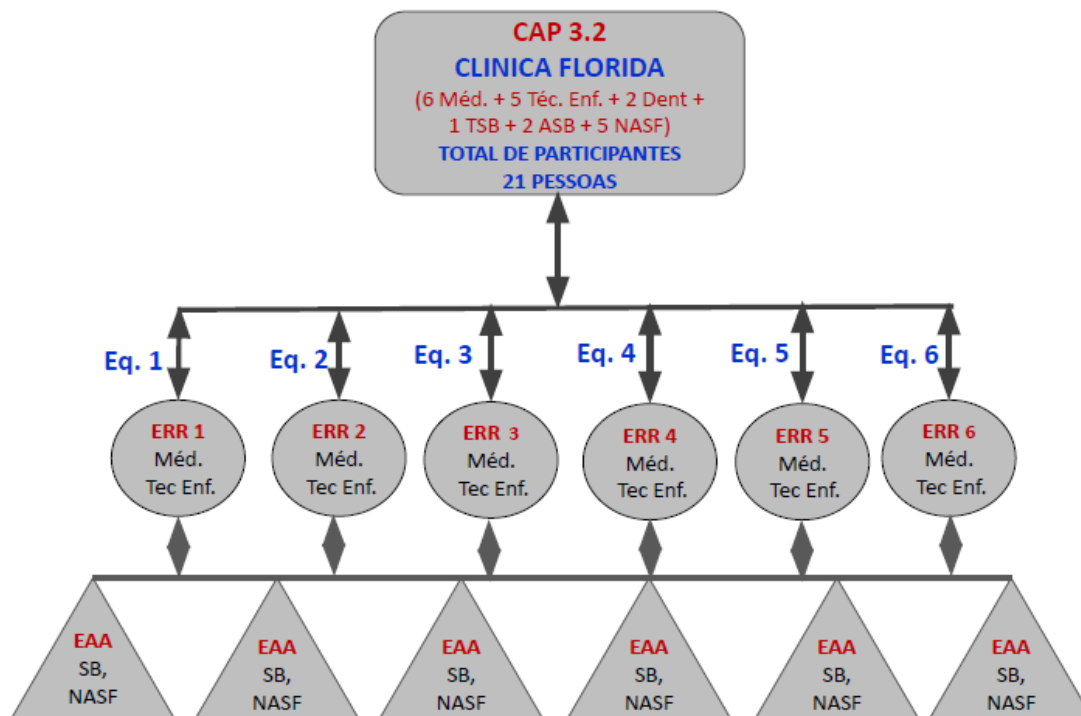 CAP 3.2
CLINICA FLORIDA
(6 Méd. + 5 Téc. Enf. + 2 Dent +
1 TSB + 2 ASB + 5 NASF)
TOTAL DE PARTICIPANTES
21 PESSOAS
Eq. 1
Eq. 2
Eq. 3
Eq. 4
Eq. 5
Eq. 6
ERR 1
Méd.
Tec Enf.
ERR 2
Méd.
Tec Enf.
ERR 3
Méd.
Tec Enf.
ERR 4
Méd.
Tec Enf.
ERR 5
Méd.
Tec Enf.
ERR 6
Méd.
Tec Enf.
EAA
SB,
NASF
EAA
SB,
NASF
EAA
SB,
NASF
EAA
SB,
NASF
EAA
SB,
NASF
EAA
SB,
NASF